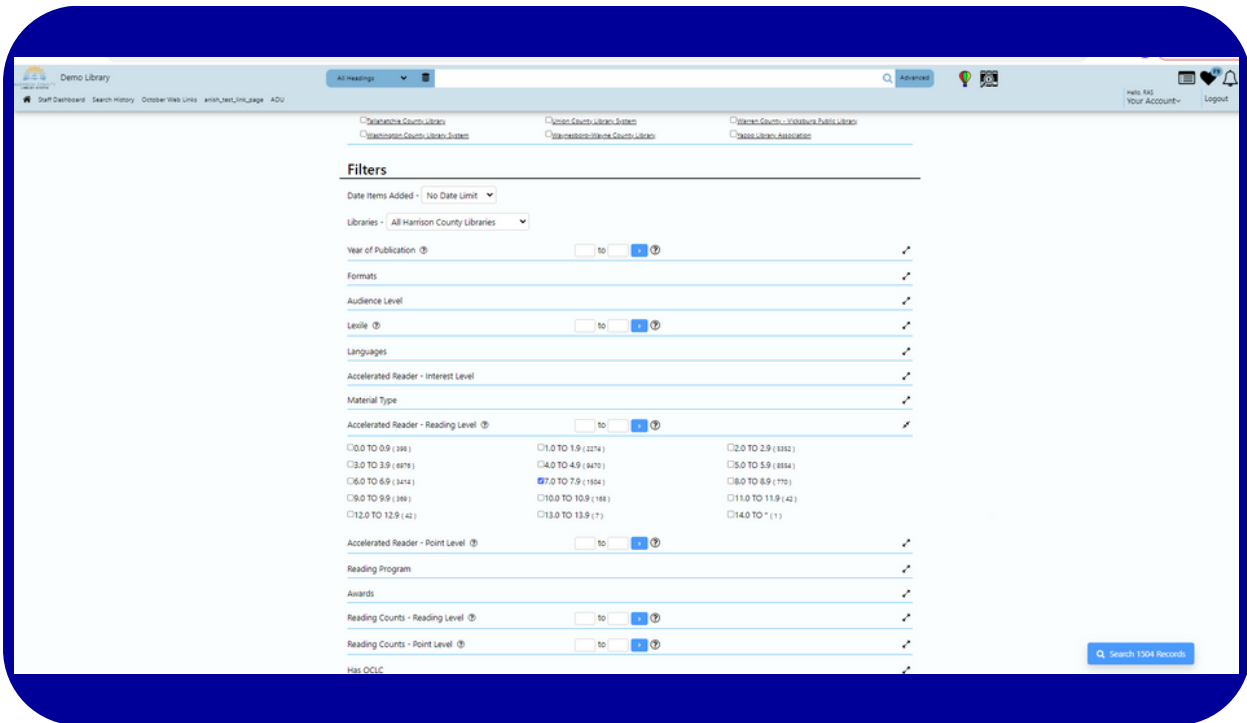 Demo Library
All Headings
Advanced
Staff Dashboard Search History October Web Links anish_test_link_page ADU
Hello, RAS
Your Account
Logout
Tallahatchie County Library Union County Library System Warren County - Vicksburg Public Library
Washington County Library System Waynesboro-Wayne County Library Yazoo Library Association
Filters
Date Items Added - No Date Limit
Libraries - All Harrison County Libraries
Year of Publication to
Formats
Audience Level
Lexile to
Languages
Accelerated Reader - Interest Level
Material Type
Accelerated Reader - Reading Level to
0.0 TO 0.9 ( 398 ) 1.0 TO 1.9 ( 2274 ) 2.0 TO 2.9 ( 5352 )
3.0 TO 3.9 ( 6976 ) 4.0 TO 4.9 ( 9470 ) 5.0 TO 5.9 ( 8554 )
6.0 TO 6.9 ( 3414 ) 7.0 TO 7.9 ( 1504 ) 8.0 TO 8.9 ( 770 )
9.0 TO 9.9 ( 369 ) 10.0 TO 10.9 ( 168 ) 11.0 TO 11.9 ( 42 )
12.0 TO 12.9 ( 42 ) 13.0 TO 13.9 ( 7 ) 14.0 TO * ( 1 )
Accelerated Reader - Point Level to
Reading Program
Awards
Reading Counts - Reading Level to
Reading Counts - Point Level to
Search 1504 Records
Has OCLC